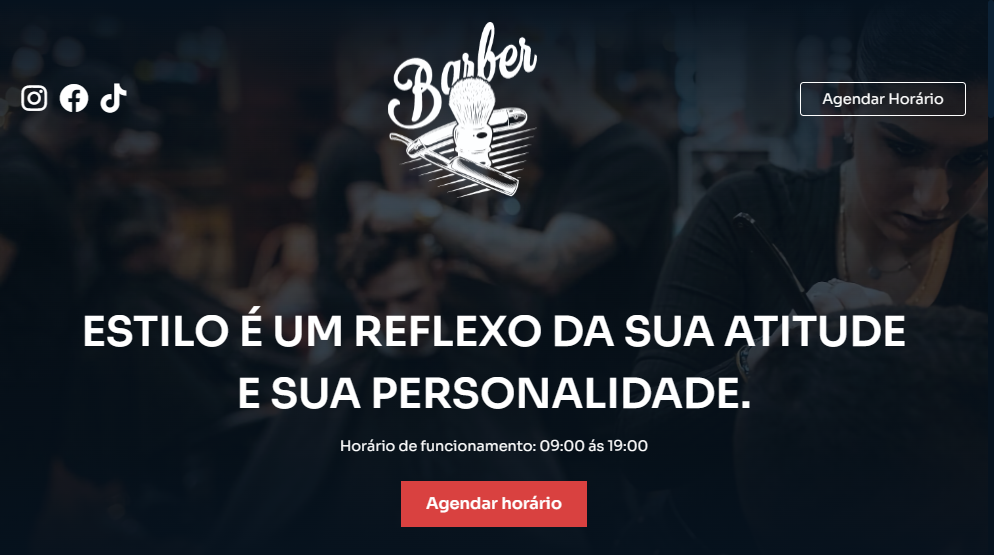 Barber
Agendar Horário
ESTILO É UM REFLEXO DA SUA ATITUDE
E SUA PERSONALIDADE.
Horário de funcionamento: 09:00 ás 19:00
Agendar horário